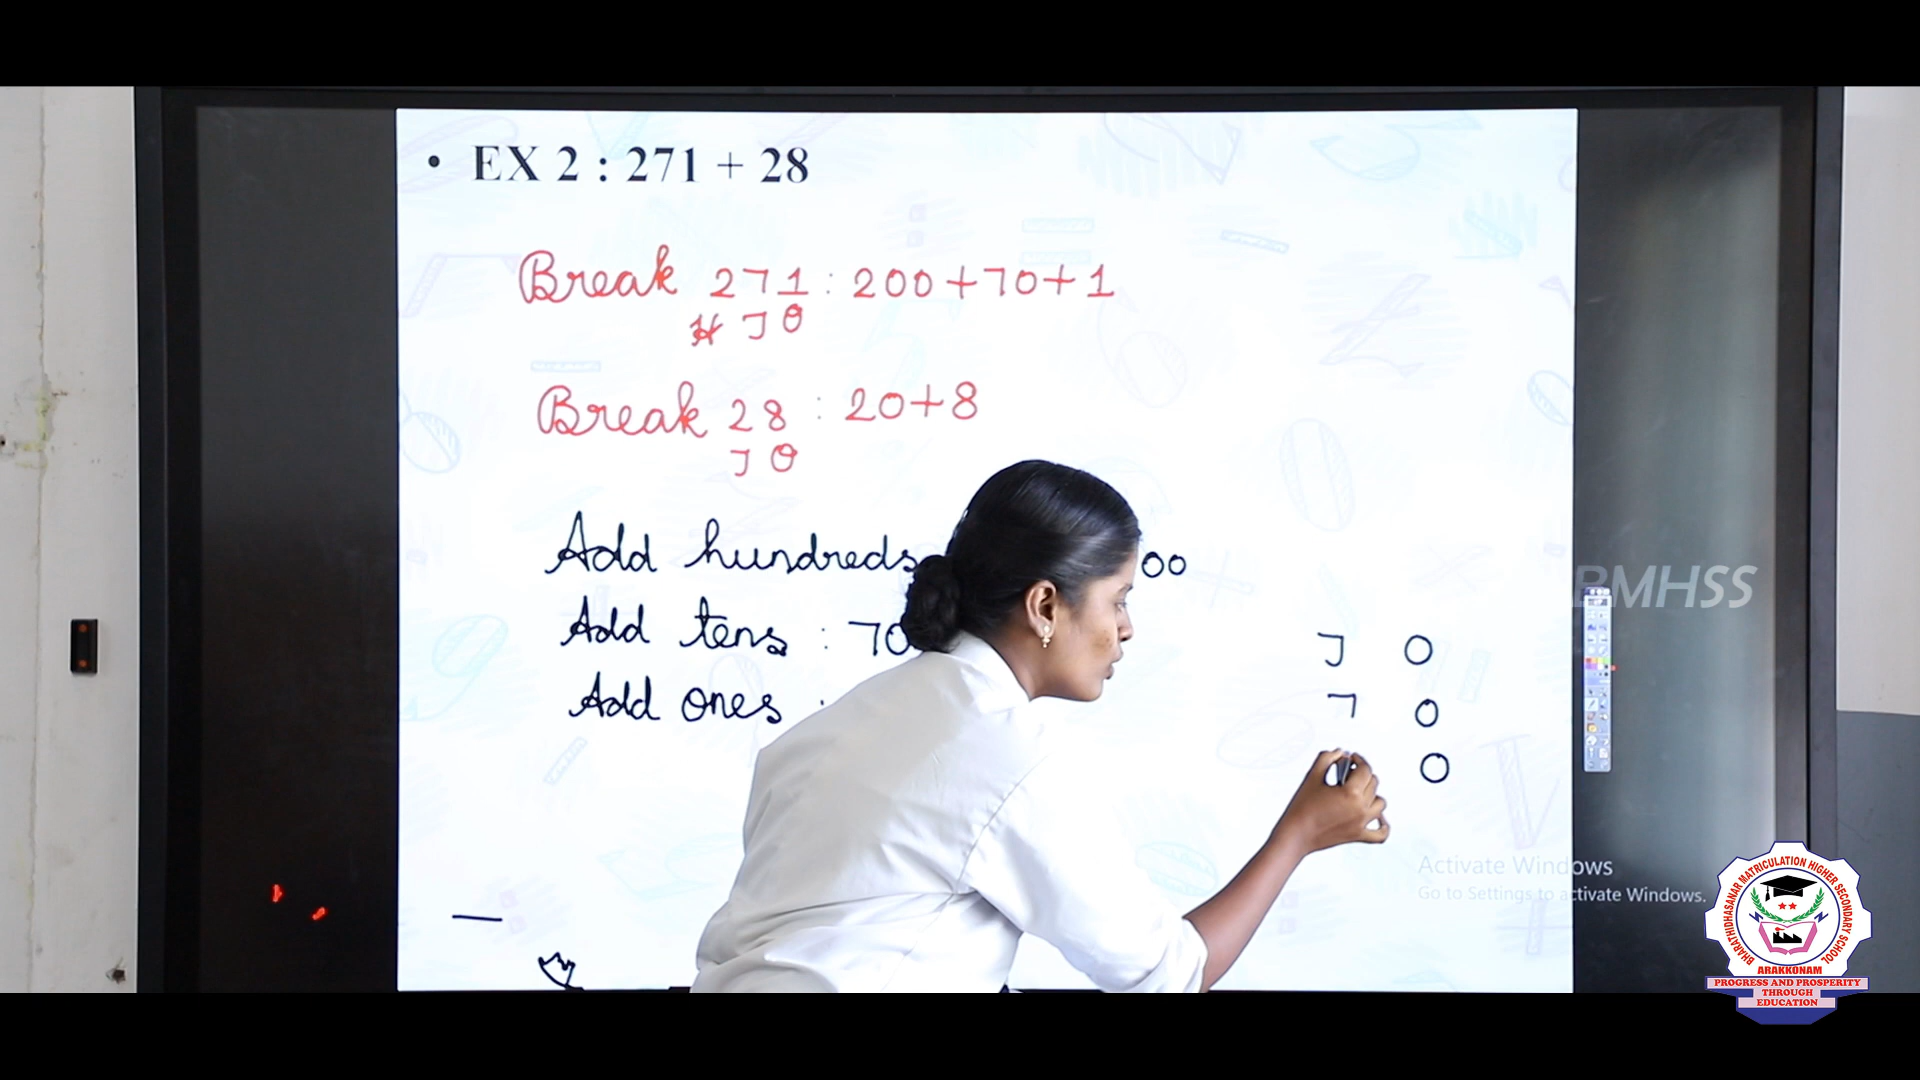 • EX 2 : 271 + 28
Break 271 : 200+70+1
H T O
Break 28 : 20+8
T O
Add hundreds 00
Add tens : 70
Add ones :
T O
7 0
0
BMHSS
Activate Windows
Go to Settings to activate Windows.
BHARATHIDHASANAR MATRICULATION HIGHER SECONDARY SCHOOL
ARAKKONAM
PROGRESS AND PROSPERITY
THROUGH
EDUCATION